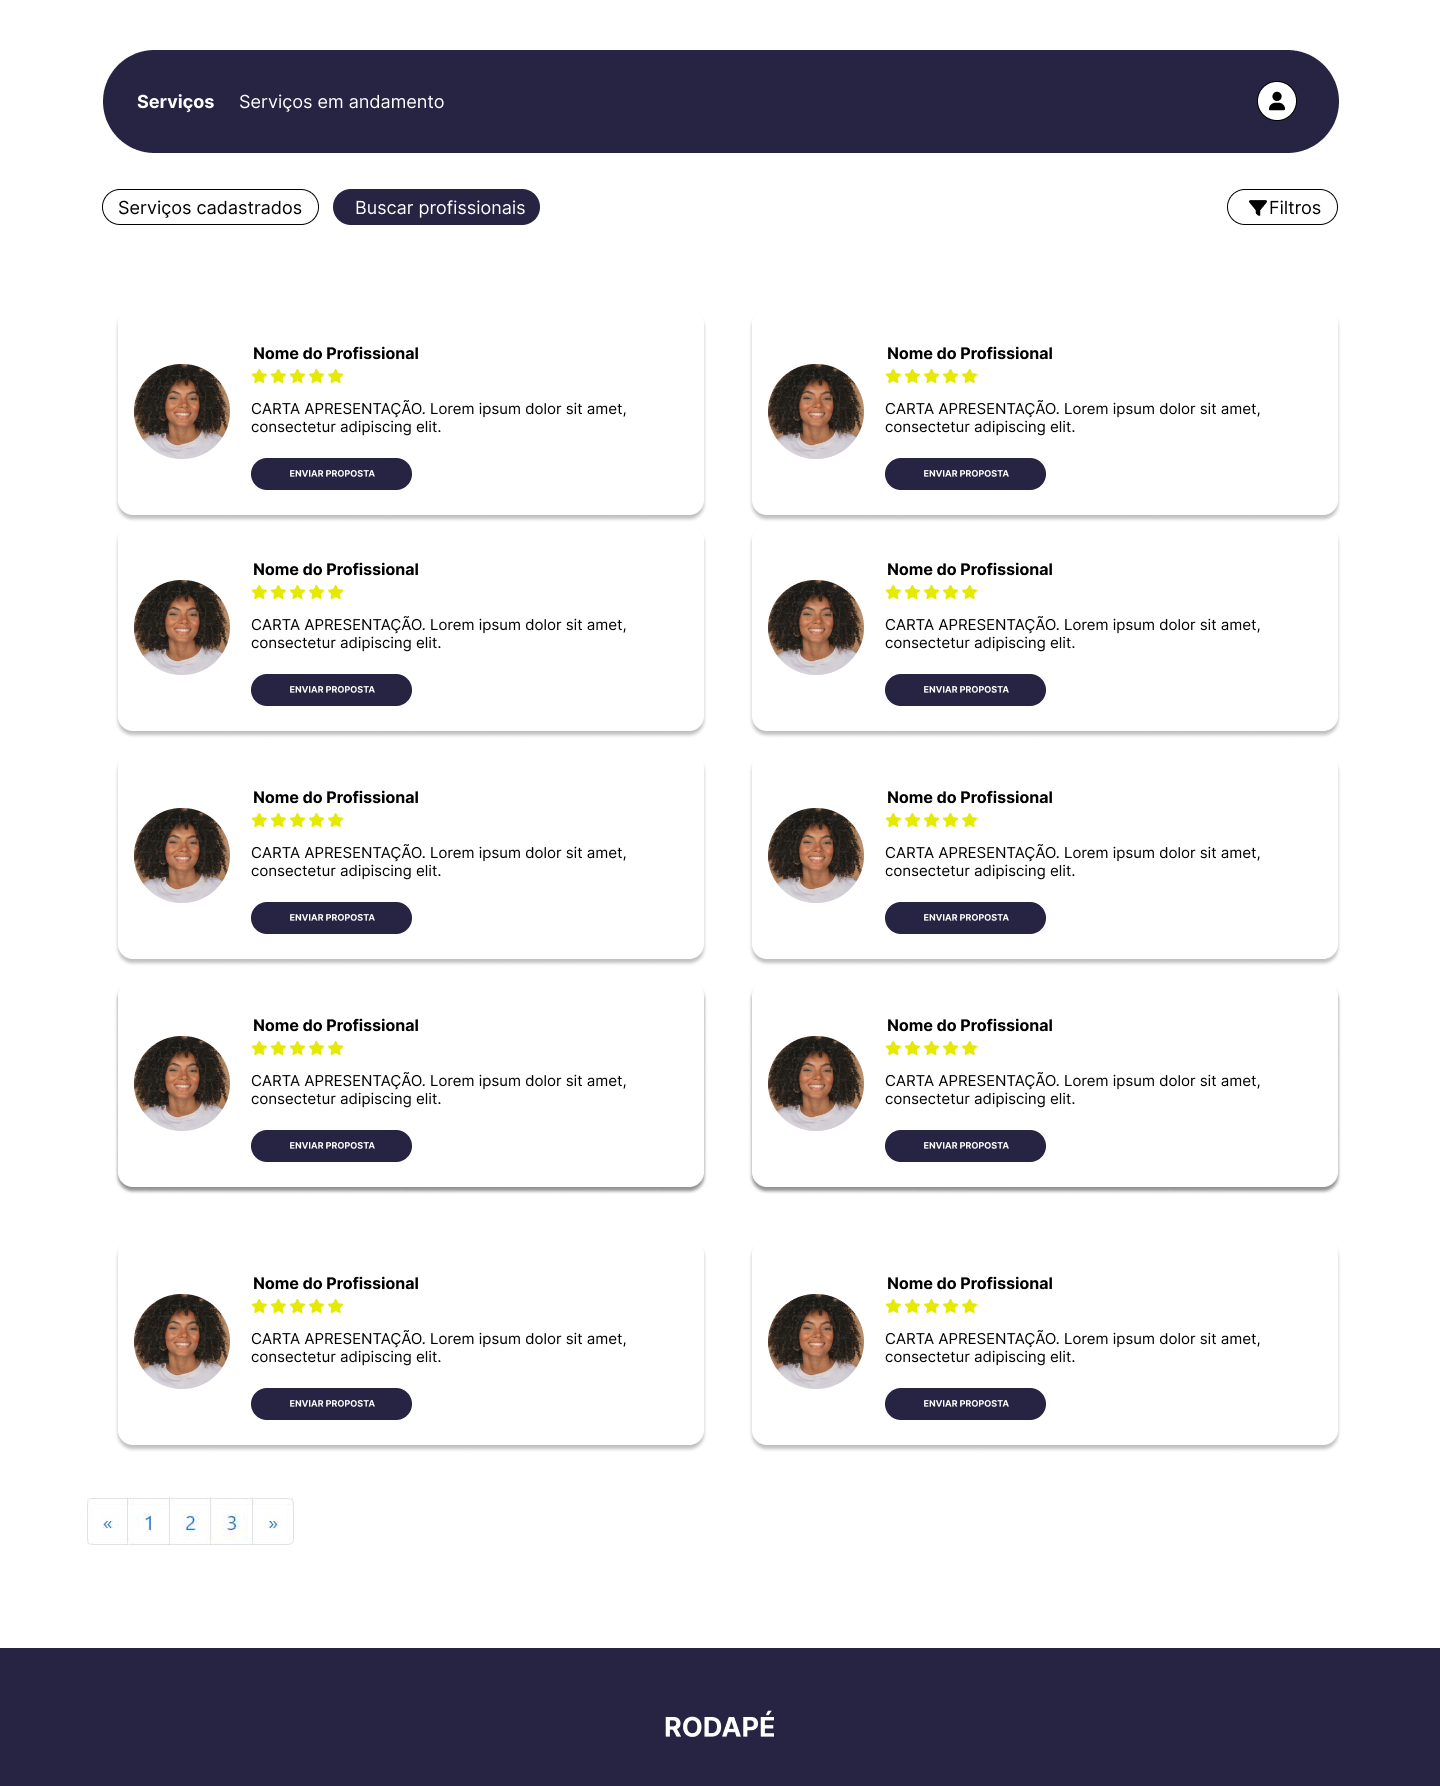 Serviços Serviços em andamento
Serviços cadastrados Buscar profissionais Filtros
Nome do Profissional
CARTA APRESENTAÇÃO. Lorem ipsum dolor sit amet,
consectetur adipiscing elit.
ENVIAR PROPOSTA
Nome do Profissional
CARTA APRESENTAÇÃO. Lorem ipsum dolor sit amet,
consectetur adipiscing elit.
ENVIAR PROPOSTA
Nome do Profissional
CARTA APRESENTAÇÃO. Lorem ipsum dolor sit amet,
consectetur adipiscing elit.
ENVIAR PROPOSTA
Nome do Profissional
CARTA APRESENTAÇÃO. Lorem ipsum dolor sit amet,
consectetur adipiscing elit.
ENVIAR PROPOSTA
Nome do Profissional
CARTA APRESENTAÇÃO. Lorem ipsum dolor sit amet,
consectetur adipiscing elit.
ENVIAR PROPOSTA
Nome do Profissional
CARTA APRESENTAÇÃO. Lorem ipsum dolor sit amet,
consectetur adipiscing elit.
ENVIAR PROPOSTA
Nome do Profissional
CARTA APRESENTAÇÃO. Lorem ipsum dolor sit amet,
consectetur adipiscing elit.
ENVIAR PROPOSTA
Nome do Profissional
CARTA APRESENTAÇÃO. Lorem ipsum dolor sit amet,
consectetur adipiscing elit.
ENVIAR PROPOSTA
Nome do Profissional
CARTA APRESENTAÇÃO. Lorem ipsum dolor sit amet,
consectetur adipiscing elit.
ENVIAR PROPOSTA
Nome do Profissional
CARTA APRESENTAÇÃO. Lorem ipsum dolor sit amet,
consectetur adipiscing elit.
ENVIAR PROPOSTA
« 1 2 3 »
RODAPÉ